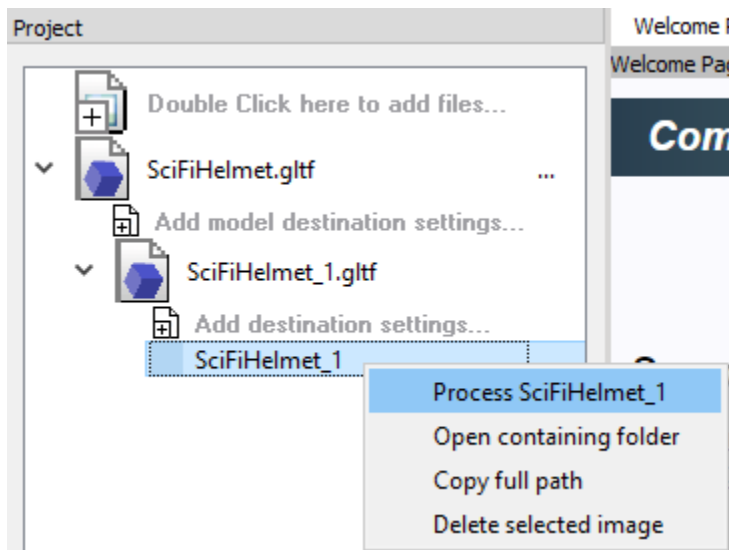 Project
Welcome
Welcome Pa
Com
Double Click here to add files...
SciFiHelmet.gltf ...
Add model destination settings...
SciFiHelmet_1.gltf
Add destination settings...
SciFiHelmet_1
Process SciFiHelmet_1
Open containing folder
Copy full path
Delete selected image